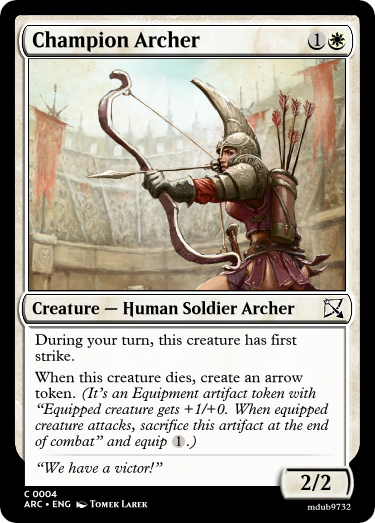 Champion Archer 1
Creature — Human Soldier Archer
During your turn, this creature has first
strike.
When this creature dies, create an arrow
token. (It's an Equipment artifact token with
“Equipped creature gets +1/+0. When equipped
creature attacks, sacrifice this artifact at the end
of combat” and equip 1.)
“We have a victor!”
2/2
C 0004
ARC • ENG Tomek Larek
mdub9732